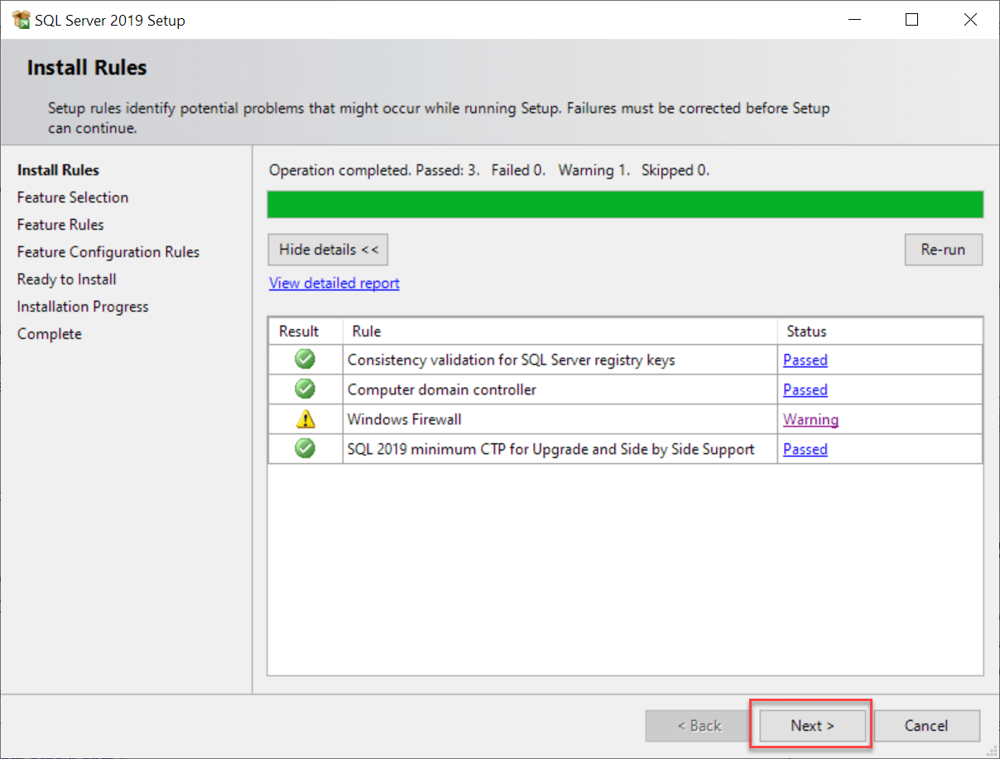 SQL Server 2019 Setup
Install Rules
Setup rules identify potential problems that might occur while running Setup. Failures must be corrected before Setup
can continue.
Install Rules
Feature Selection
Feature Rules
Feature Configuration Rules
Ready to Install
Installation Progress
Complete
Operation completed. Passed: 3.   Failed 0.   Warning 1.   Skipped 0.
Hide details <<
Re-run
View detailed report
Result Rule Status
Consistency validation for SQL Server registry keys Passed
Computer domain controller Passed
Windows Firewall Warning
SQL 2019 minimum CTP for Upgrade and Side by Side Support Passed
< Back Next > Cancel